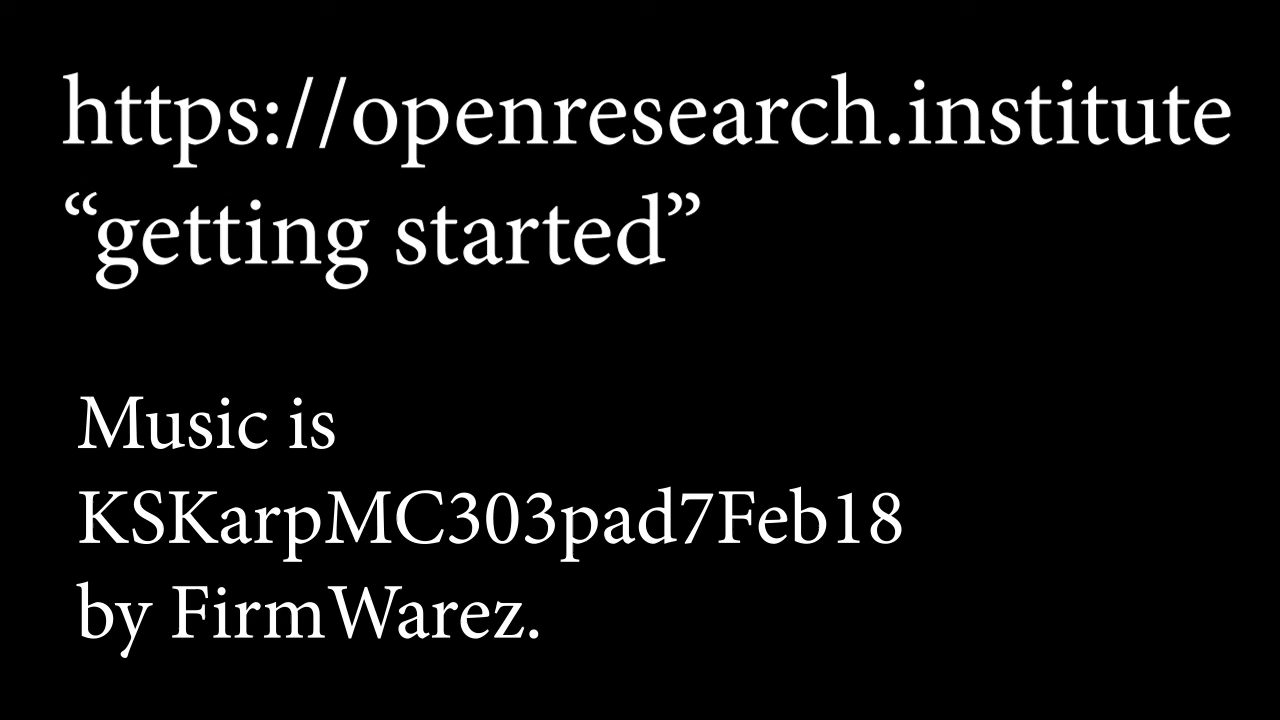 https://openresearch.institute
“getting started”
Music is
KSKarpMC303pad7Feb18
by FirmWarez.